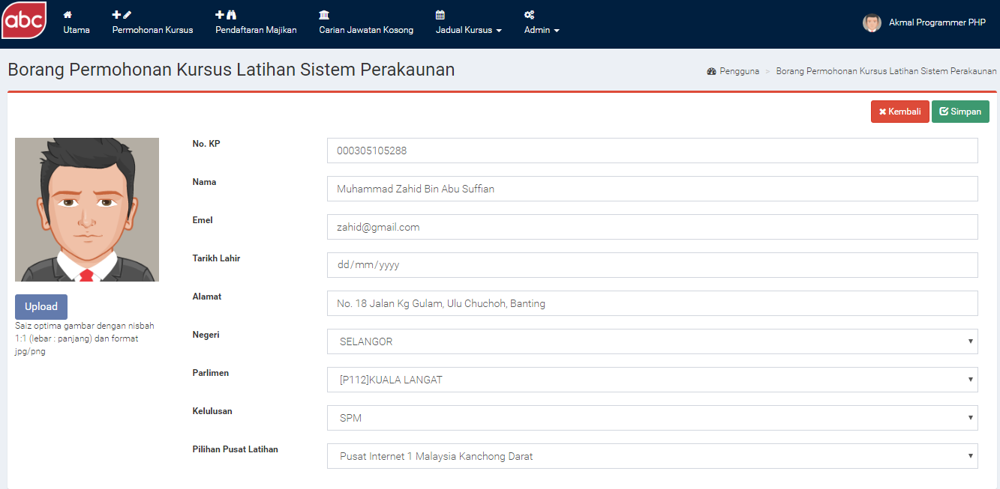 abc
Utama
Permohonan Kursus
Pendaftaran Majikan
Carian Jawatan Kosong
Jadual Kursus
Admin
Akmal Programmer PHP
Borang Permohonan Kursus Latihan Sistem Perakaunan
Pengguna > Borang Permohonan Kursus Latihan Sistem Perakaunan
Kembali
Simpan
No. KP
000305105288
Nama
Muhammad Zahid Bin Abu Suffian
Emel
zahid@gmail.com
Tarikh Lahir
dd/mm/yyyy
Alamat
No. 18 Jalan Kg Gulam, Ulu Chuchoh, Banting
Negeri
SELANGOR
Parlimen
[P112]KUALA LANGAT
Kelulusan
SPM
Pilihan Pusat Latihan
Pusat Internet 1 Malaysia Kanchong Darat
Upload
Saiz optima gambar dengan nisbah
1:1 (lebar : panjang) dan format
jpg/png